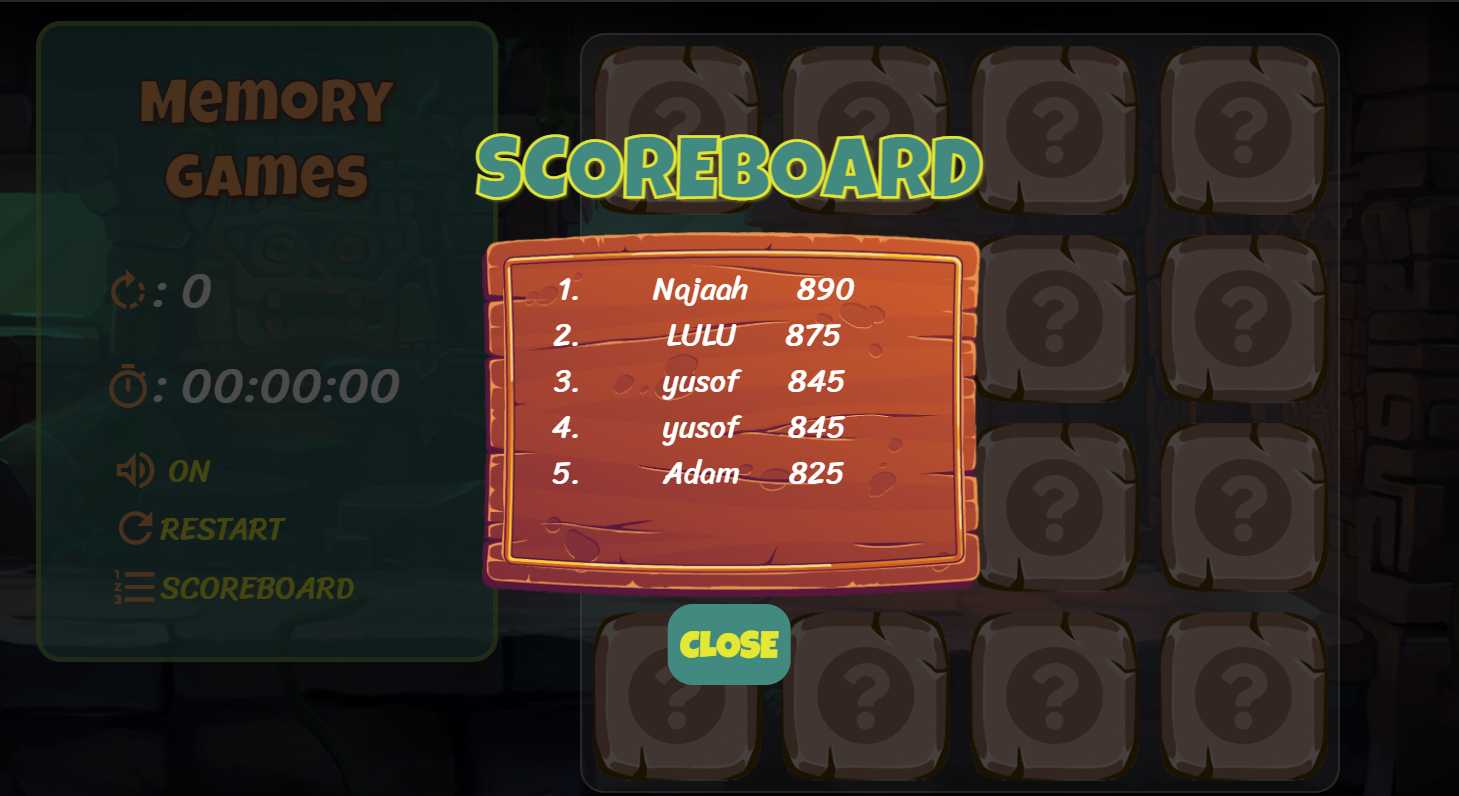 MEMORY
GAMES
: 0
: 00:00:00
ON
RESTART
SCOREBOARD
SCOREBOARD
1. Najaah 890
2. LULU 875
3. yusof 845
4. yusof 845
5. Adam 825
CLOSE
? ? ? ?
? ?
? ?
? ? ? ?